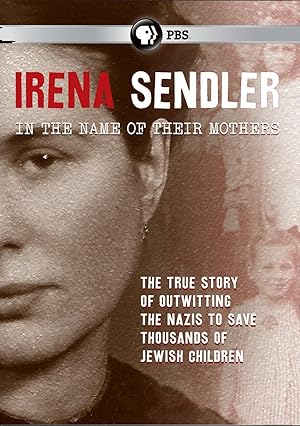 PBS.
IRENA SENDLER
IN THE NAME OF THEIR MOTHERS
THE TRUE STORY
OF OUTWITTING
THE NAZIS TO SAVE
THOUSANDS OF
JEWISH CHILDREN